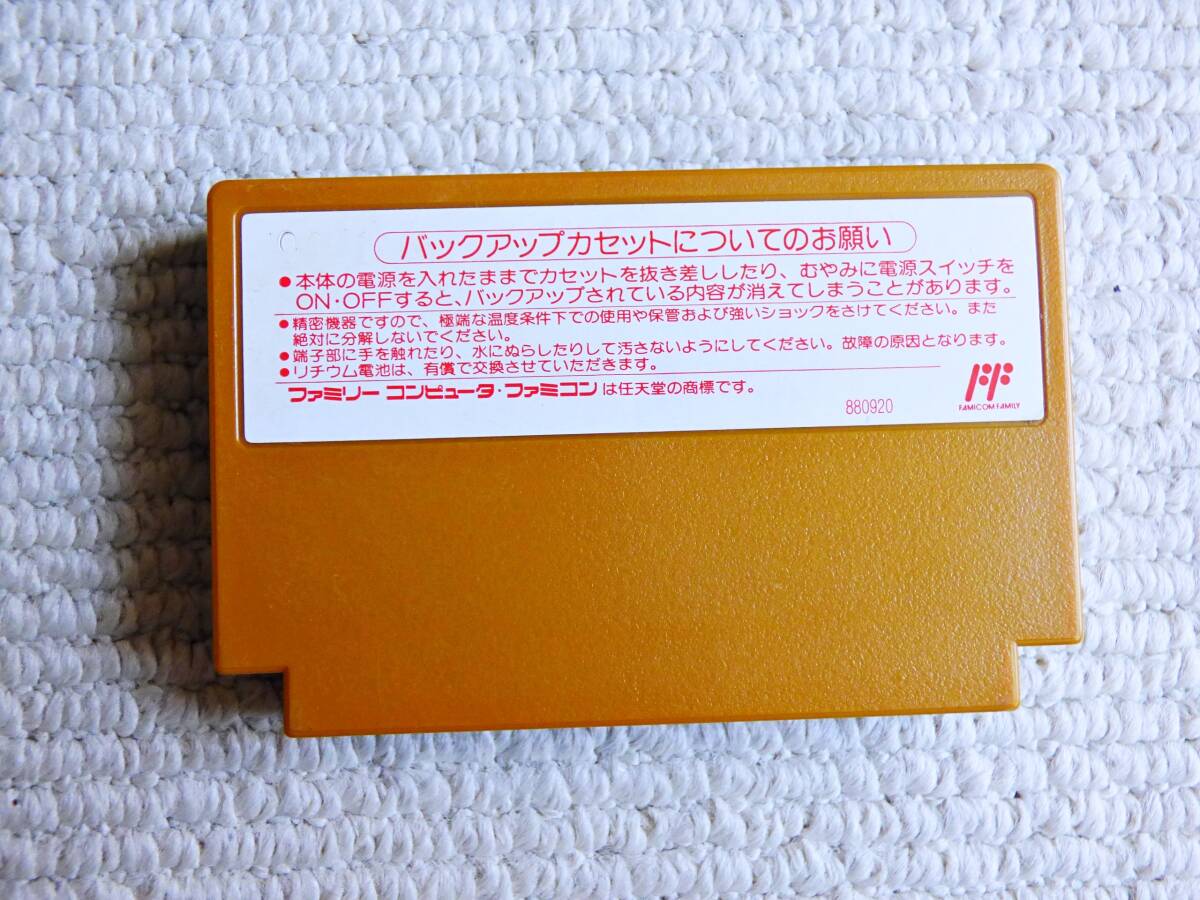 バックアップカセットについてのお願い
●本体の電源を入れたままでカセットを抜き差ししたり、むやみに電源スイッチを
ON・OFFすると、バックアップされている内容が消えてしまうことがあります。
●精密機器ですので、極端な温度条件下での使用や保管および強いショックをさけてください。また
絶対に分解しないでください。
●端子部に手を触れたり、水にぬらしたりして汚さないようにしてください。故障の原因となります。
●リチウム電池は、有償で交換させていただきます。
ファミリーコンピュータ・ファミコンは任天堂の商標です。
880920
FAMICOM FAMILY